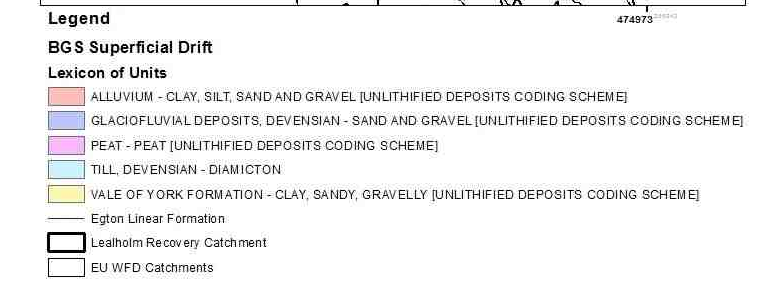 Legend
474973
BGS Superficial Drift
Lexicon of Units
ALLUVIUM - CLAY, SILT, SAND AND GRAVEL [UNLITHIFIED DEPOSITS CODING SCHEME]
GLACIOFLUVIAL DEPOSITS, DEVENSIAN - SAND AND GRAVEL [UNLITHIFIED DEPOSITS CODING SCHEME]
PEAT - PEAT [UNLITHIFIED DEPOSITS CODING SCHEME]
TILL, DEVENSIAN - DIAMICTON
VALE OF YORK FORMATION - CLAY, SANDY, GRAVELLY [UNLITHIFIED DEPOSITS CODING SCHEME]
Egton Linear Formation
Lealholm Recovery Catchment
EU WFD Catchments